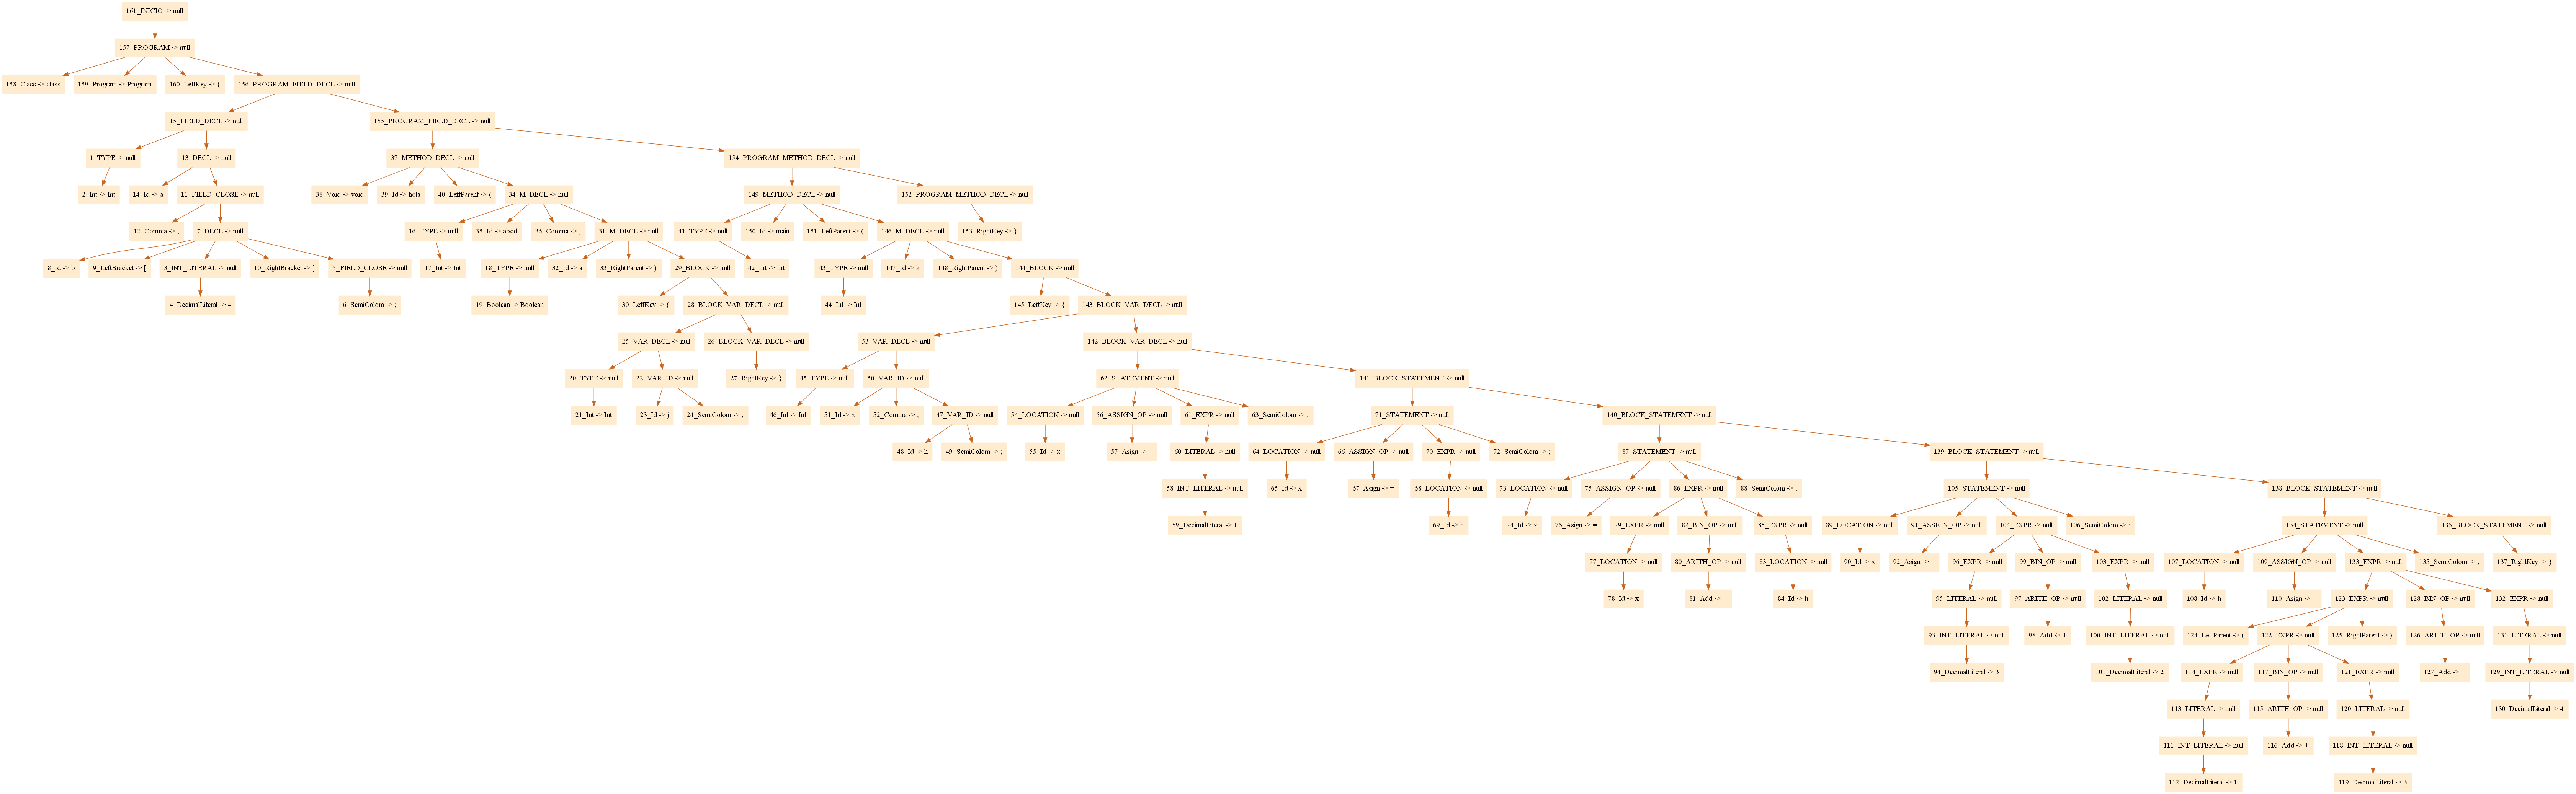 161_INICIO -> null
157_PROGRAM -> null
158_Class -> class
159_Program -> Program
160_LeftKey -> {
156_PROGRAM_FIELD_DECL -> null
15_FIELD_DECL -> null
155_PROGRAM_FIELD_DECL -> null
1_TYPE -> null
13_DECL -> null
37_METHOD_DECL -> null
154_PROGRAM_METHOD_DECL -> null
2_Int -> Int
14_Id -> a
11_FIELD_CLOSE -> null
38_Void -> void
39_Id -> hola
40_LeftParent -> (
34_M_DECL -> null
149_METHOD_DECL -> null
152_PROGRAM_METHOD_DECL -> null
12_Comma -> ,
7_DECL -> null
16_TYPE -> null
35_Id -> abcd
36_Comma -> ,
31_M_DECL -> null
41_TYPE -> null
150_Id -> main
151_LeftParent -> (
146_M_DECL -> null
153_RightKey -> }
8_Id -> b
9_LeftBracket -> [
3_INT_LITERAL -> null
10_RightBracket -> ]
5_FIELD_CLOSE -> null
17_Int -> Int
18_TYPE -> null
32_Id -> a
33_RightParent -> )
29_BLOCK -> null
42_Int -> Int
43_TYPE -> null
147_Id -> k
148_RightParent -> )
144_BLOCK -> null
4_DecimalLiteral -> 4
6_SemiColom -> ;
19_Boolean -> Boolean
30_LeftKey -> {
28_BLOCK_VAR_DECL -> null
44_Int -> Int
145_LeftKey -> {
143_BLOCK_VAR_DECL -> null
25_VAR_DECL -> null
26_BLOCK_VAR_DECL -> null
53_VAR_DECL -> null
142_BLOCK_VAR_DECL -> null
20_TYPE -> null
22_VAR_ID -> null
27_RightKey -> }
45_TYPE -> null
50_VAR_ID -> null
62_STATEMENT -> null
141_BLOCK_STATEMENT -> null
21_Int -> Int
23_Id -> j
24_SemiColom -> ;
46_Int -> Int
51_Id -> x
52_Comma -> ,
47_VAR_ID -> null
54_LOCATION -> null
56_ASSIGN_OP -> null
61_EXPR -> null
63_SemiColom -> ;
71_STATEMENT -> null
140_BLOCK_STATEMENT -> null
48_Id -> h
49_SemiColom -> ;
55_Id -> x
57_Asign -> =
60_LITERAL -> null
64_LOCATION -> null
66_ASSIGN_OP -> null
70_EXPR -> null
72_SemiColom -> ;
87_STATEMENT -> null
139_BLOCK_STATEMENT -> null
58_INT_LITERAL -> null
65_Id -> x
67_Asign -> =
68_LOCATION -> null
73_LOCATION -> null
75_ASSIGN_OP -> null
86_EXPR -> null
88_SemiColom -> ;
105_STATEMENT -> null
138_BLOCK_STATEMENT -> null
59_DecimalLiteral -> 1
69_Id -> h
74_Id -> x
76_Asign -> =
79_EXPR -> null
82_BIN_OP -> null
85_EXPR -> null
89_LOCATION -> null
91_ASSIGN_OP -> null
104_EXPR -> null
106_SemiColom -> ;
134_STATEMENT -> null
136_BLOCK_STATEMENT -> null
77_LOCATION -> null
80_ARITH_OP -> null
83_LOCATION -> null
90_Id -> x
92_Asign -> =
96_EXPR -> null
99_BIN_OP -> null
103_EXPR -> null
107_LOCATION -> null
109_ASSIGN_OP -> null
133_EXPR -> null
135_SemiColom -> ;
137_RightKey -> }
78_Id -> x
81_Add -> +
84_Id -> h
95_LITERAL -> null
97_ARITH_OP -> null
102_LITERAL -> null
108_Id -> h
110_Asign -> =
123_EXPR -> null
128_BIN_OP -> null
132_EXPR -> null
93_INT_LITERAL -> null
98_Add -> +
100_INT_LITERAL -> null
124_LeftParent -> (
122_EXPR -> null
125_RightParent -> )
126_ARITH_OP -> null
131_LITERAL -> null
94_DecimalLiteral -> 3
101_DecimalLiteral -> 2
114_EXPR -> null
117_BIN_OP -> null
121_EXPR -> null
127_Add -> +
129_INT_LITERAL -> null
113_LITERAL -> null
115_ARITH_OP -> null
120_LITERAL -> null
130_DecimalLiteral -> 4
111_INT_LITERAL -> null
116_Add -> +
118_INT_LITERAL -> null
112_DecimalLiteral -> 1
119_DecimalLiteral -> 3